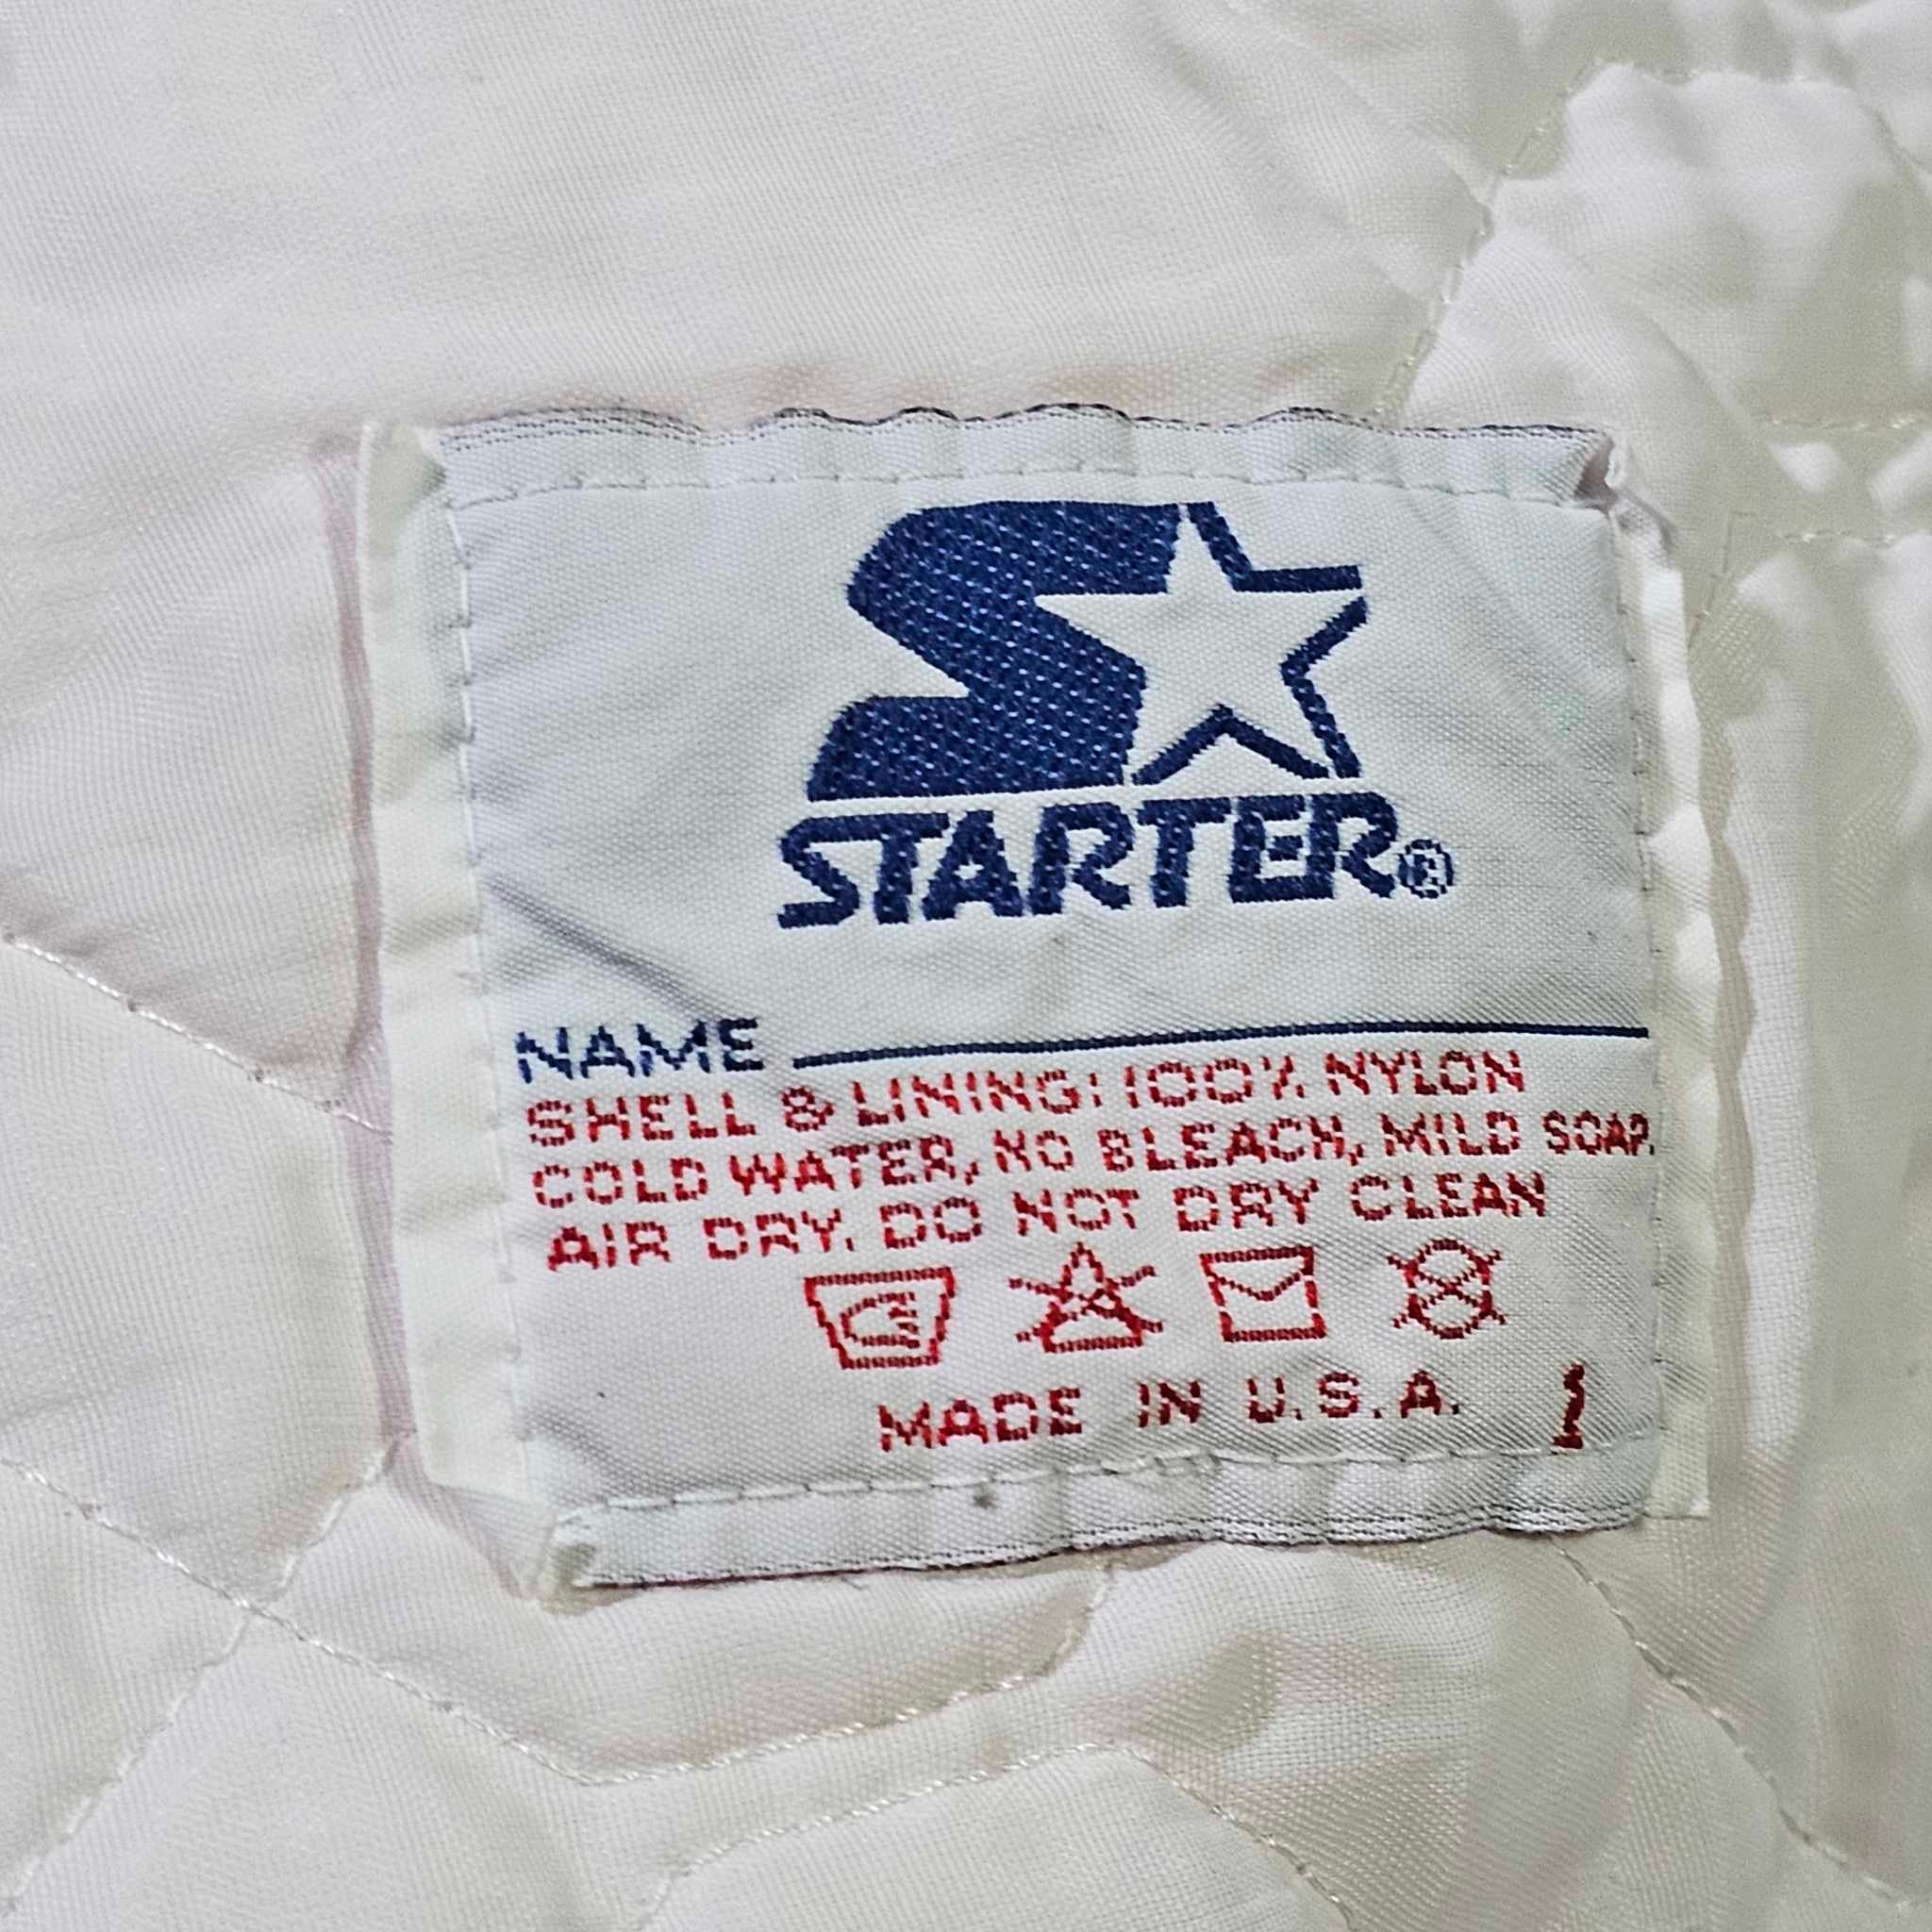 STARTER®
NAME
SHELL & LINING: 100% NYLON
COLD WATER, NO BLEACH, MILD SOAP.
AIR DRY. DO NOT DRY CLEAN
MADE IN U.S.A.